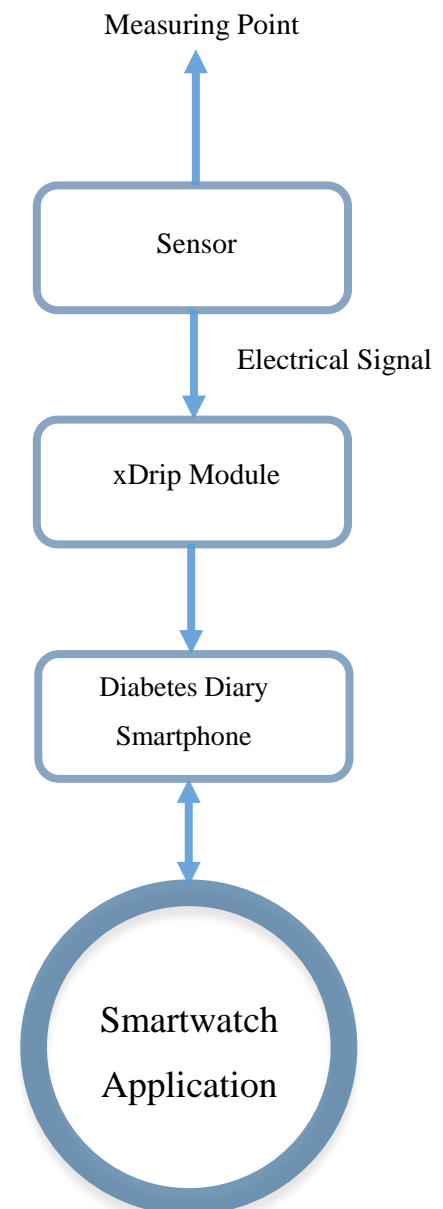 Measuring Point
Sensor
Electrical Signal
xDrip Module
Diabetes Diary
Smartphone
Smartwatch
Application